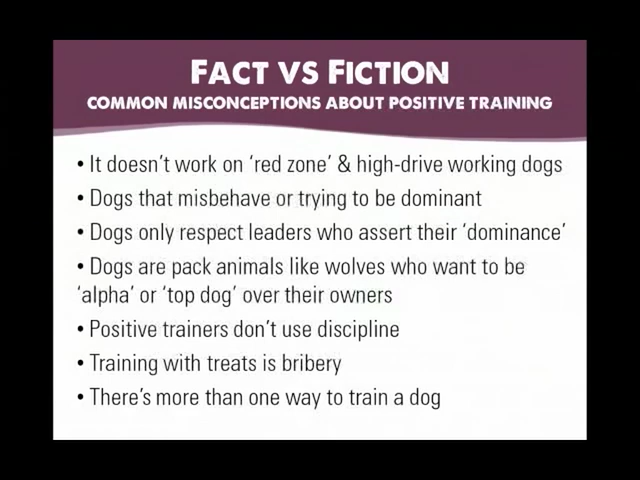 FACT VS FICTION
COMMON MISCONCEPTIONS ABOUT POSITIVE TRAINING
• It doesn't work on 'red zone' & high-drive working dogs
• Dogs that misbehave or trying to be dominant
• Dogs only respect leaders who assert their 'dominance'
• Dogs are pack animals like wolves who want to be
'alpha' or 'top dog' over their owners
• Positive trainers don't use discipline
• Training with treats is bribery
• There's more than one way to train a dog